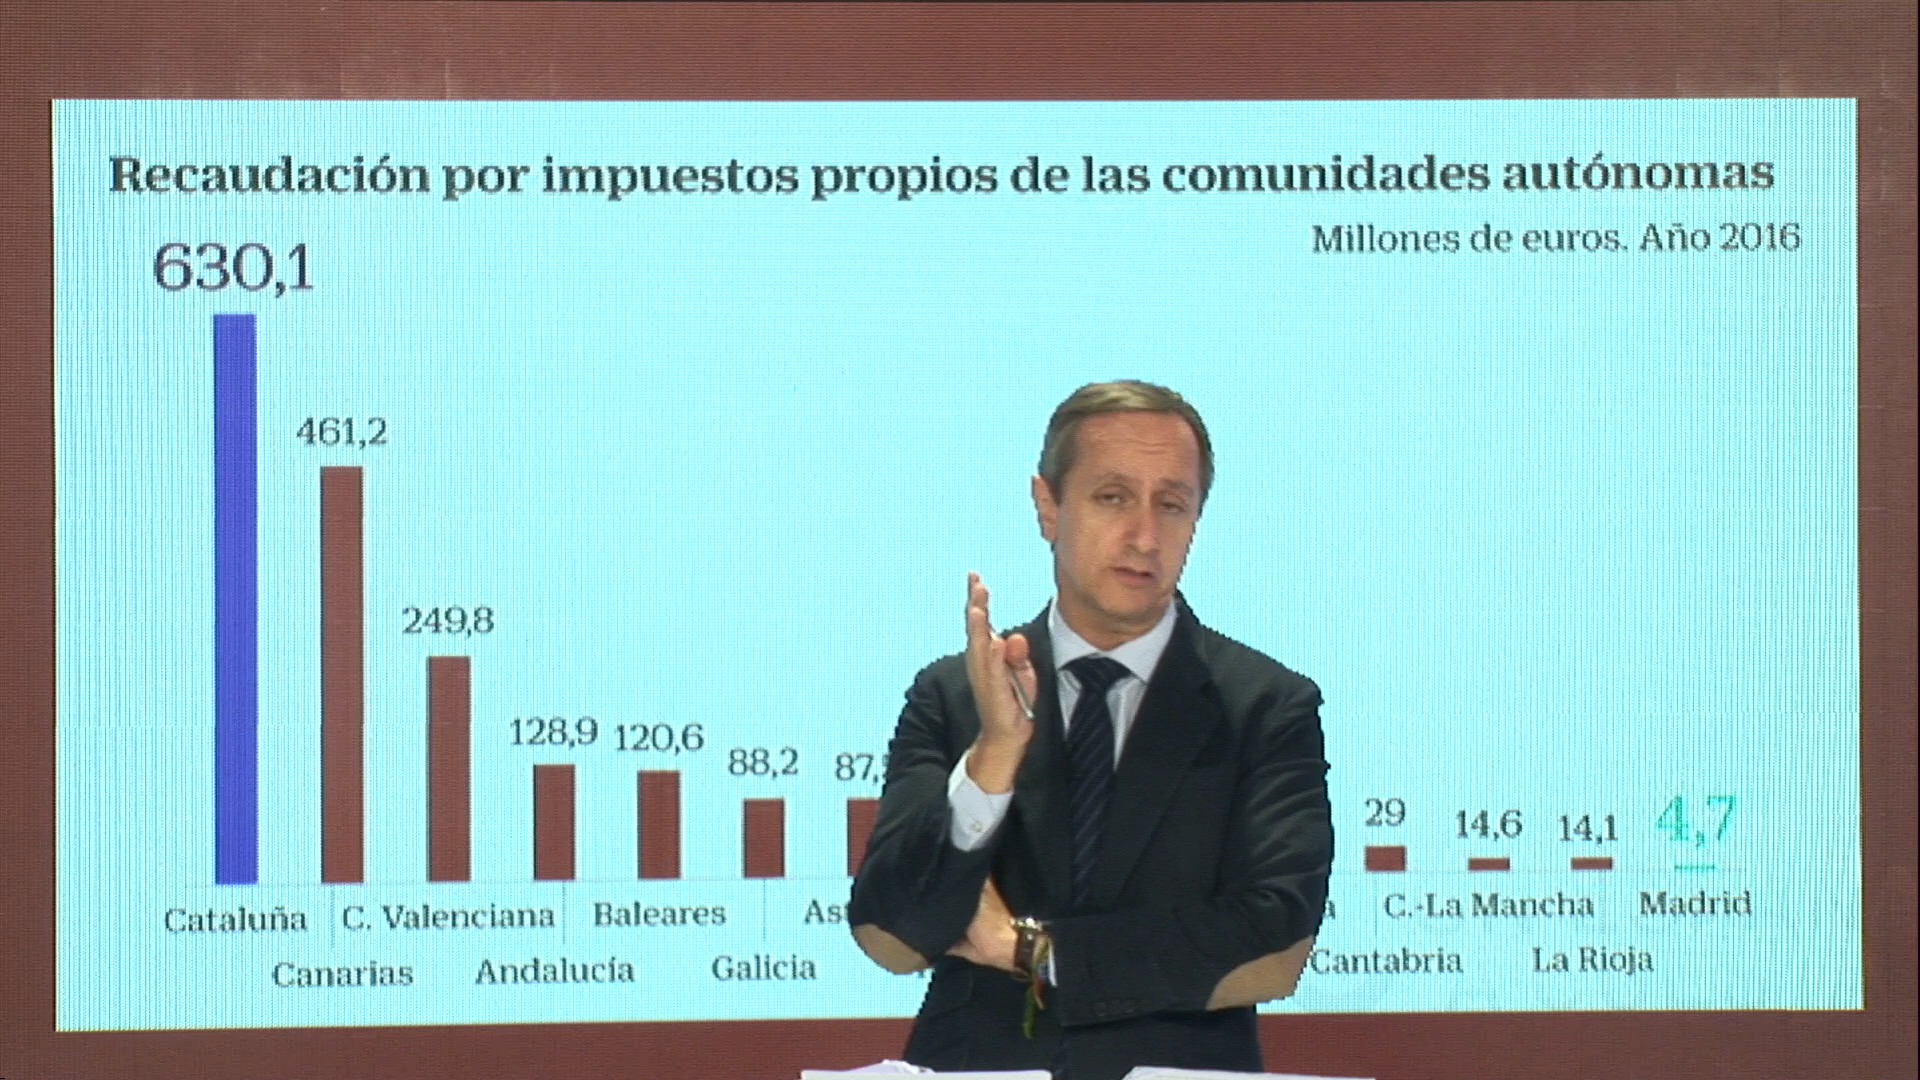 Recaudación por impuestos propios de las comunidades autónomas
Millones de euros. Año 2016
630,1
461,2
249,8
128,9 120,6
88,2
29
14,6
14,1
4,7
Cataluña C. Valenciana Baleares C.-La Mancha Madrid
Canarias Andalucía Galicia Cantabria La Rioja